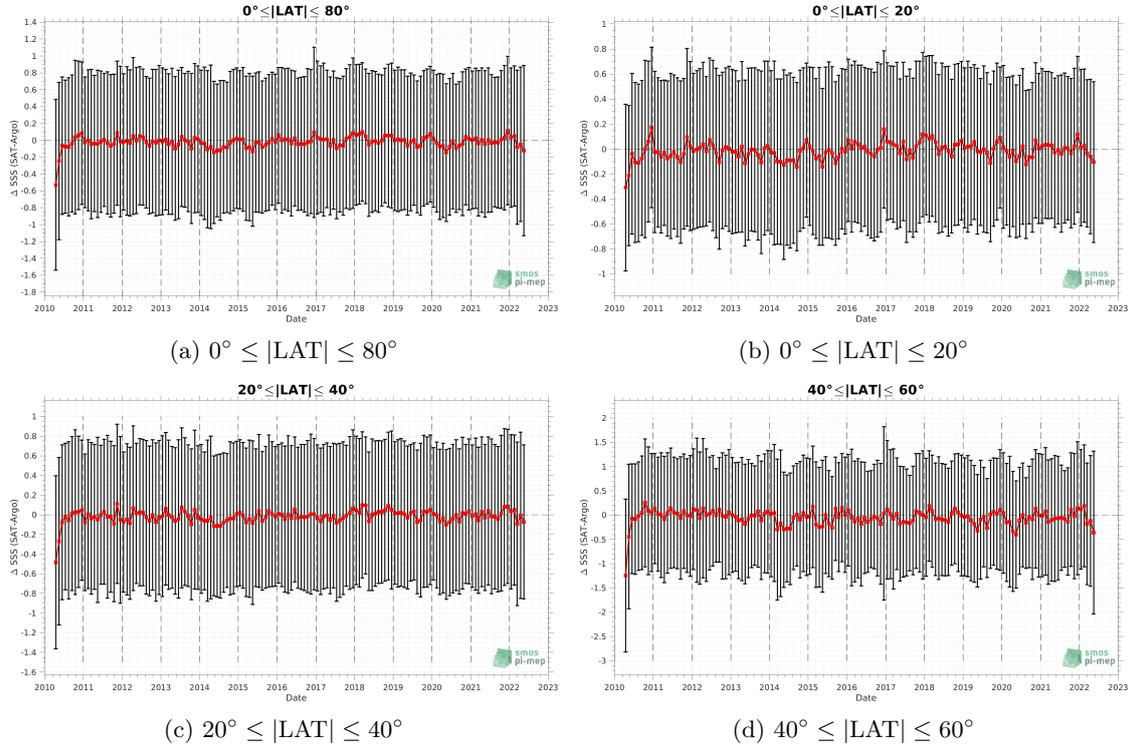 0°≤|LAT|≤ 80°
1.4
1.2
1
0.8
0.6
0.4
0.2
0
-0.2
-0.4
-0.6
-0.8
-1
-1.2
-1.4
-1.6
-1.8
Δ SSS (SAT-Argo)
2010 2011 2012 2013 2014 2015 2016 2017 2018 2019 2020 2021 2022 2023
Date
smos
pi-mep
(a) 0° ≤ |LAT| ≤ 80°
0°≤|LAT|≤ 20°
1
0.8
0.6
0.4
0.2
0
-0.2
-0.4
-0.6
-0.8
-1
Δ SSS (SAT-Argo)
2010 2011 2012 2013 2014 2015 2016 2017 2018 2019 2020 2021 2022 2023
Date
smos
pi-mep
(b) 0° ≤ |LAT| ≤ 20°
20°≤|LAT|≤ 40°
1
0.8
0.6
0.4
0.2
0
-0.2
-0.4
-0.6
-0.8
-1
-1.2
-1.4
-1.6
Δ SSS (SAT-Argo)
2010 2011 2012 2013 2014 2015 2016 2017 2018 2019 2020 2021 2022 2023
Date
smos
pi-mep
(c) 20° ≤ |LAT| ≤ 40°
40°≤|LAT|≤ 60°
2
1.5
1
0.5
0
-0.5
-1
-1.5
-2
-2.5
-3
Δ SSS (SAT-Argo)
2010 2011 2012 2013 2014 2015 2016 2017 2018 2019 2020 2021 2022 2023
Date
smos
pi-mep
(d) 40° ≤ |LAT| ≤ 60°